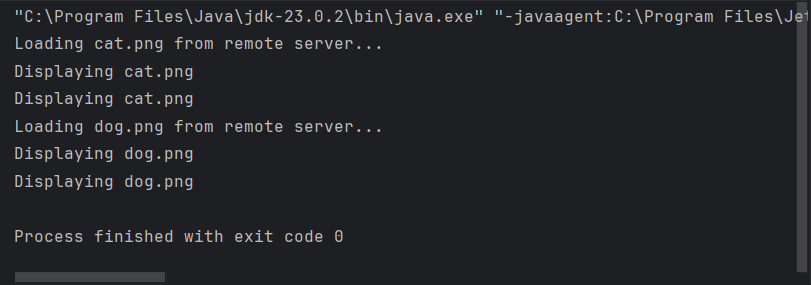 "C:\Program Files\Java\jdk-23.0.2\bin\java.exe" "-javaagent:C:\Program Files\Jet
Loading cat.png from remote server...
Displaying cat.png
Displaying cat.png
Loading dog.png from remote server...
Displaying dog.png
Displaying dog.png
Process finished with exit code 0